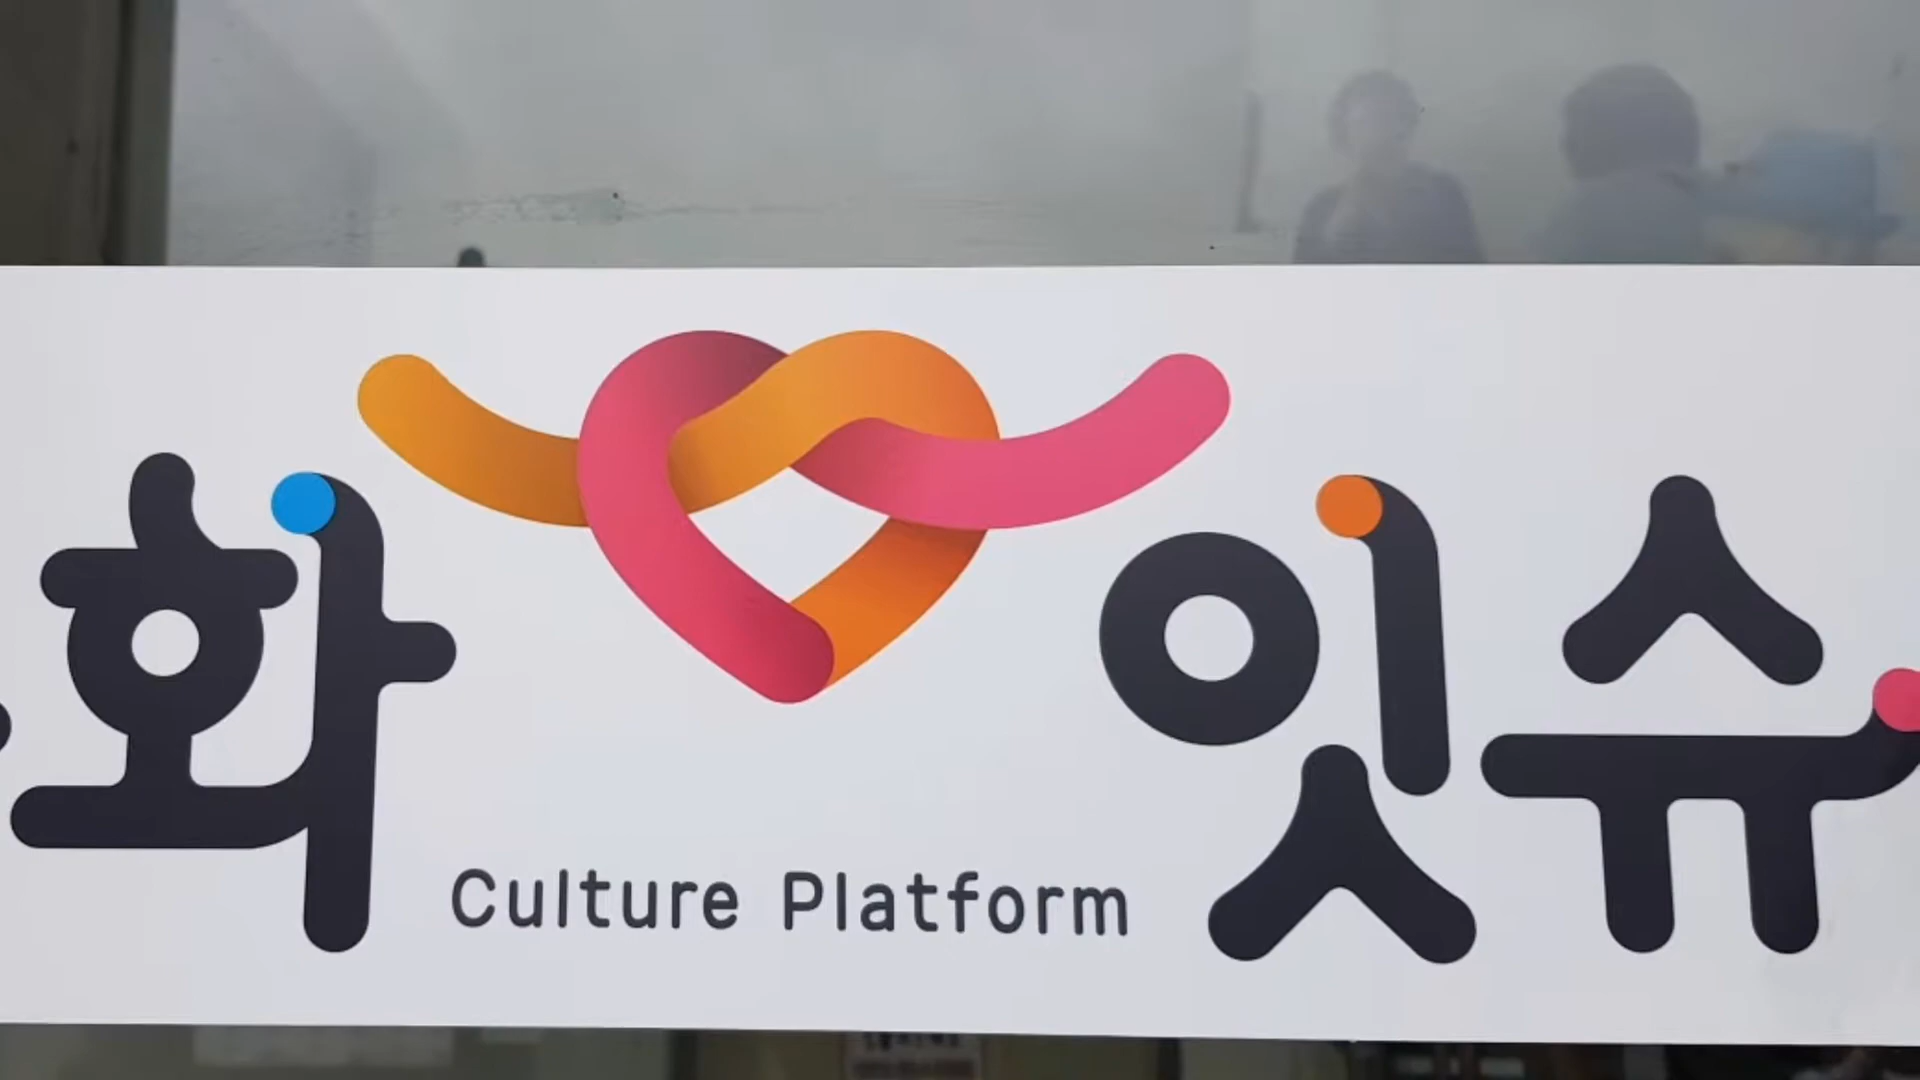 화 잇슈
Culture Platform